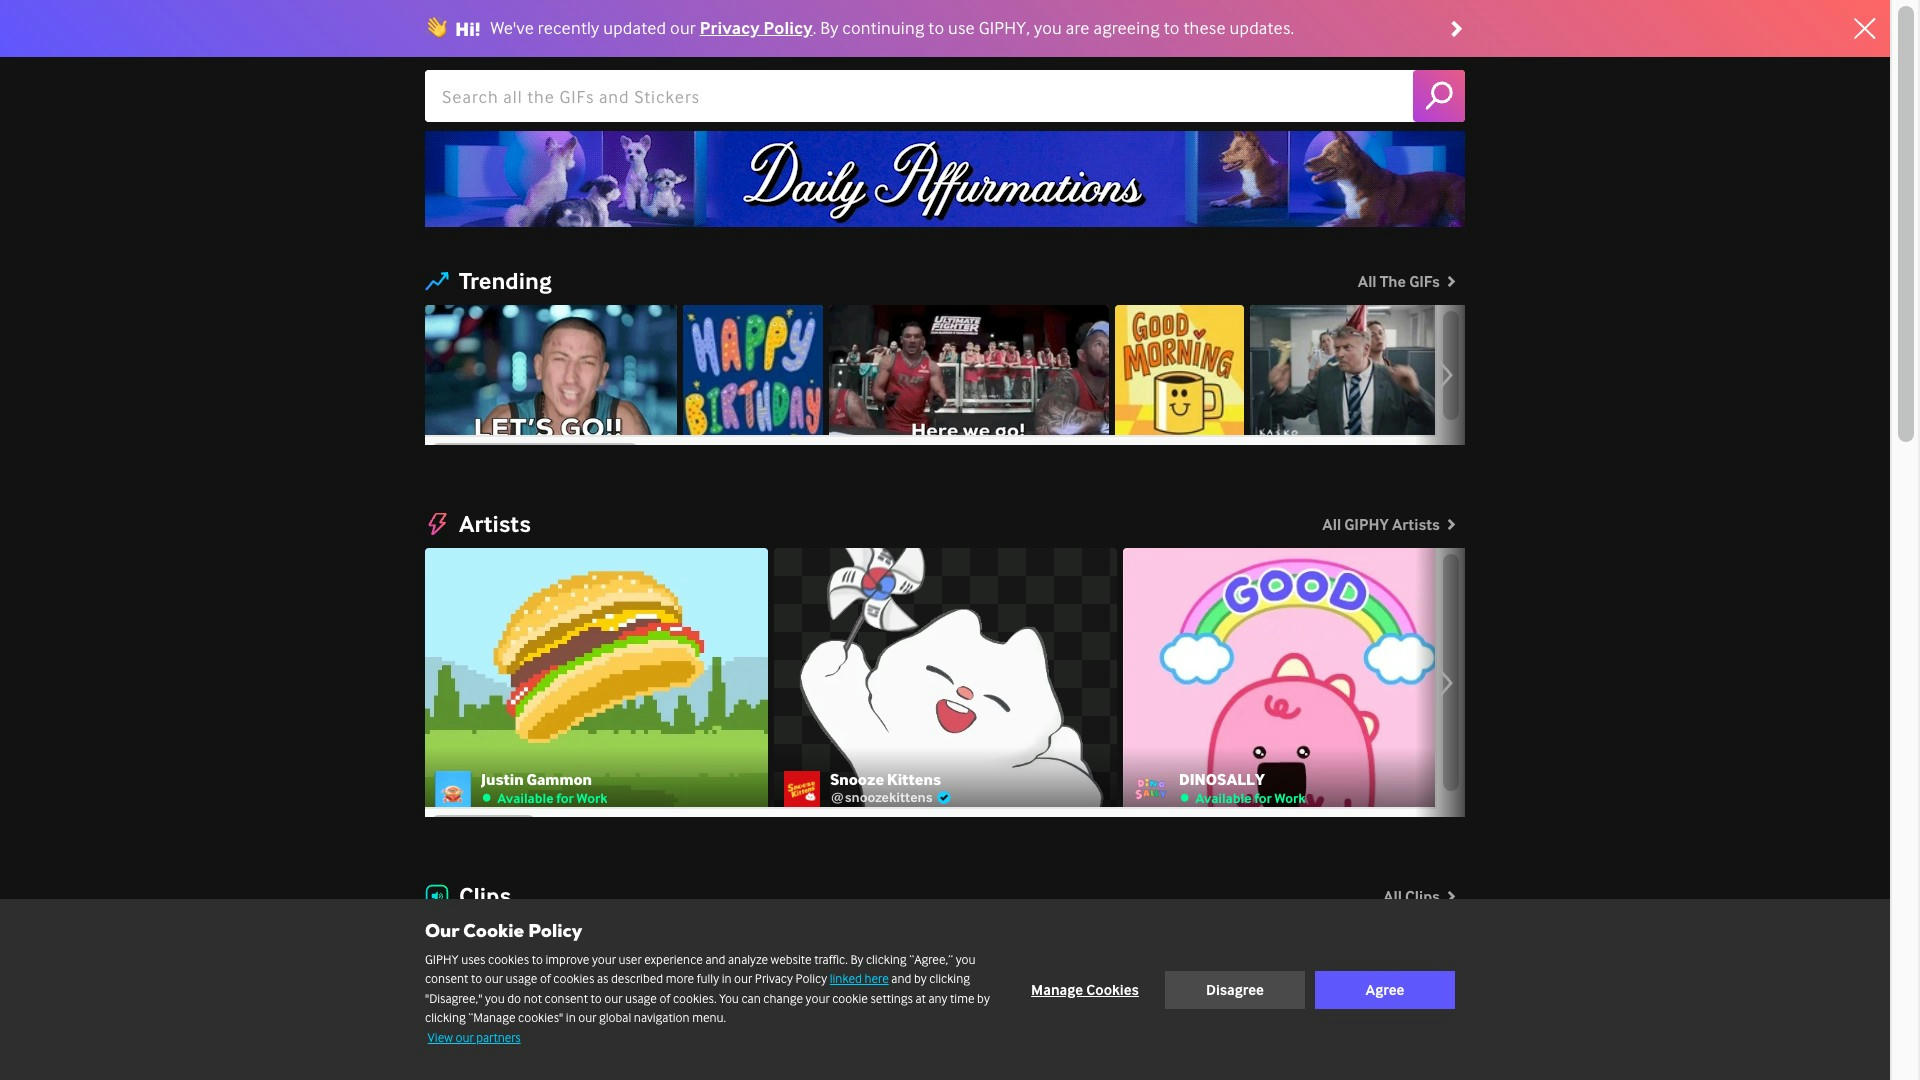 Hi! We've recently updated our Privacy Policy. By continuing to use GIPHY, you are agreeing to these updates.
Search all the GIFs and Stickers
Daily Affurmations
Trending
All The GIFs
LET'S GO!!
HAPPY
BIRTHDAY
THE ULTIMATE
FIGHTER
TUF
Here we go!
GOOD
MORNING
KASKO
Artists
All GIPHY Artists
GOOD
Justin Gammon
Available for Work
Snooze
Kittens
Snooze Kittens
@snoozekittens
DINO
SALLY
DINOSALLY
Available for Work
Clips
All Clips
Our Cookie Policy
GIPHY uses cookies to improve your user experience and analyze website traffic. By clicking “Agree,” you
consent to our usage of cookies as described more fully in our Privacy Policy linked here and by clicking
"Disagree," you do not consent to our usage of cookies. You can change your cookie settings at any time by
clicking “Manage cookies" in our global navigation menu.
View our partners
Manage Cookies
Disagree
Agree